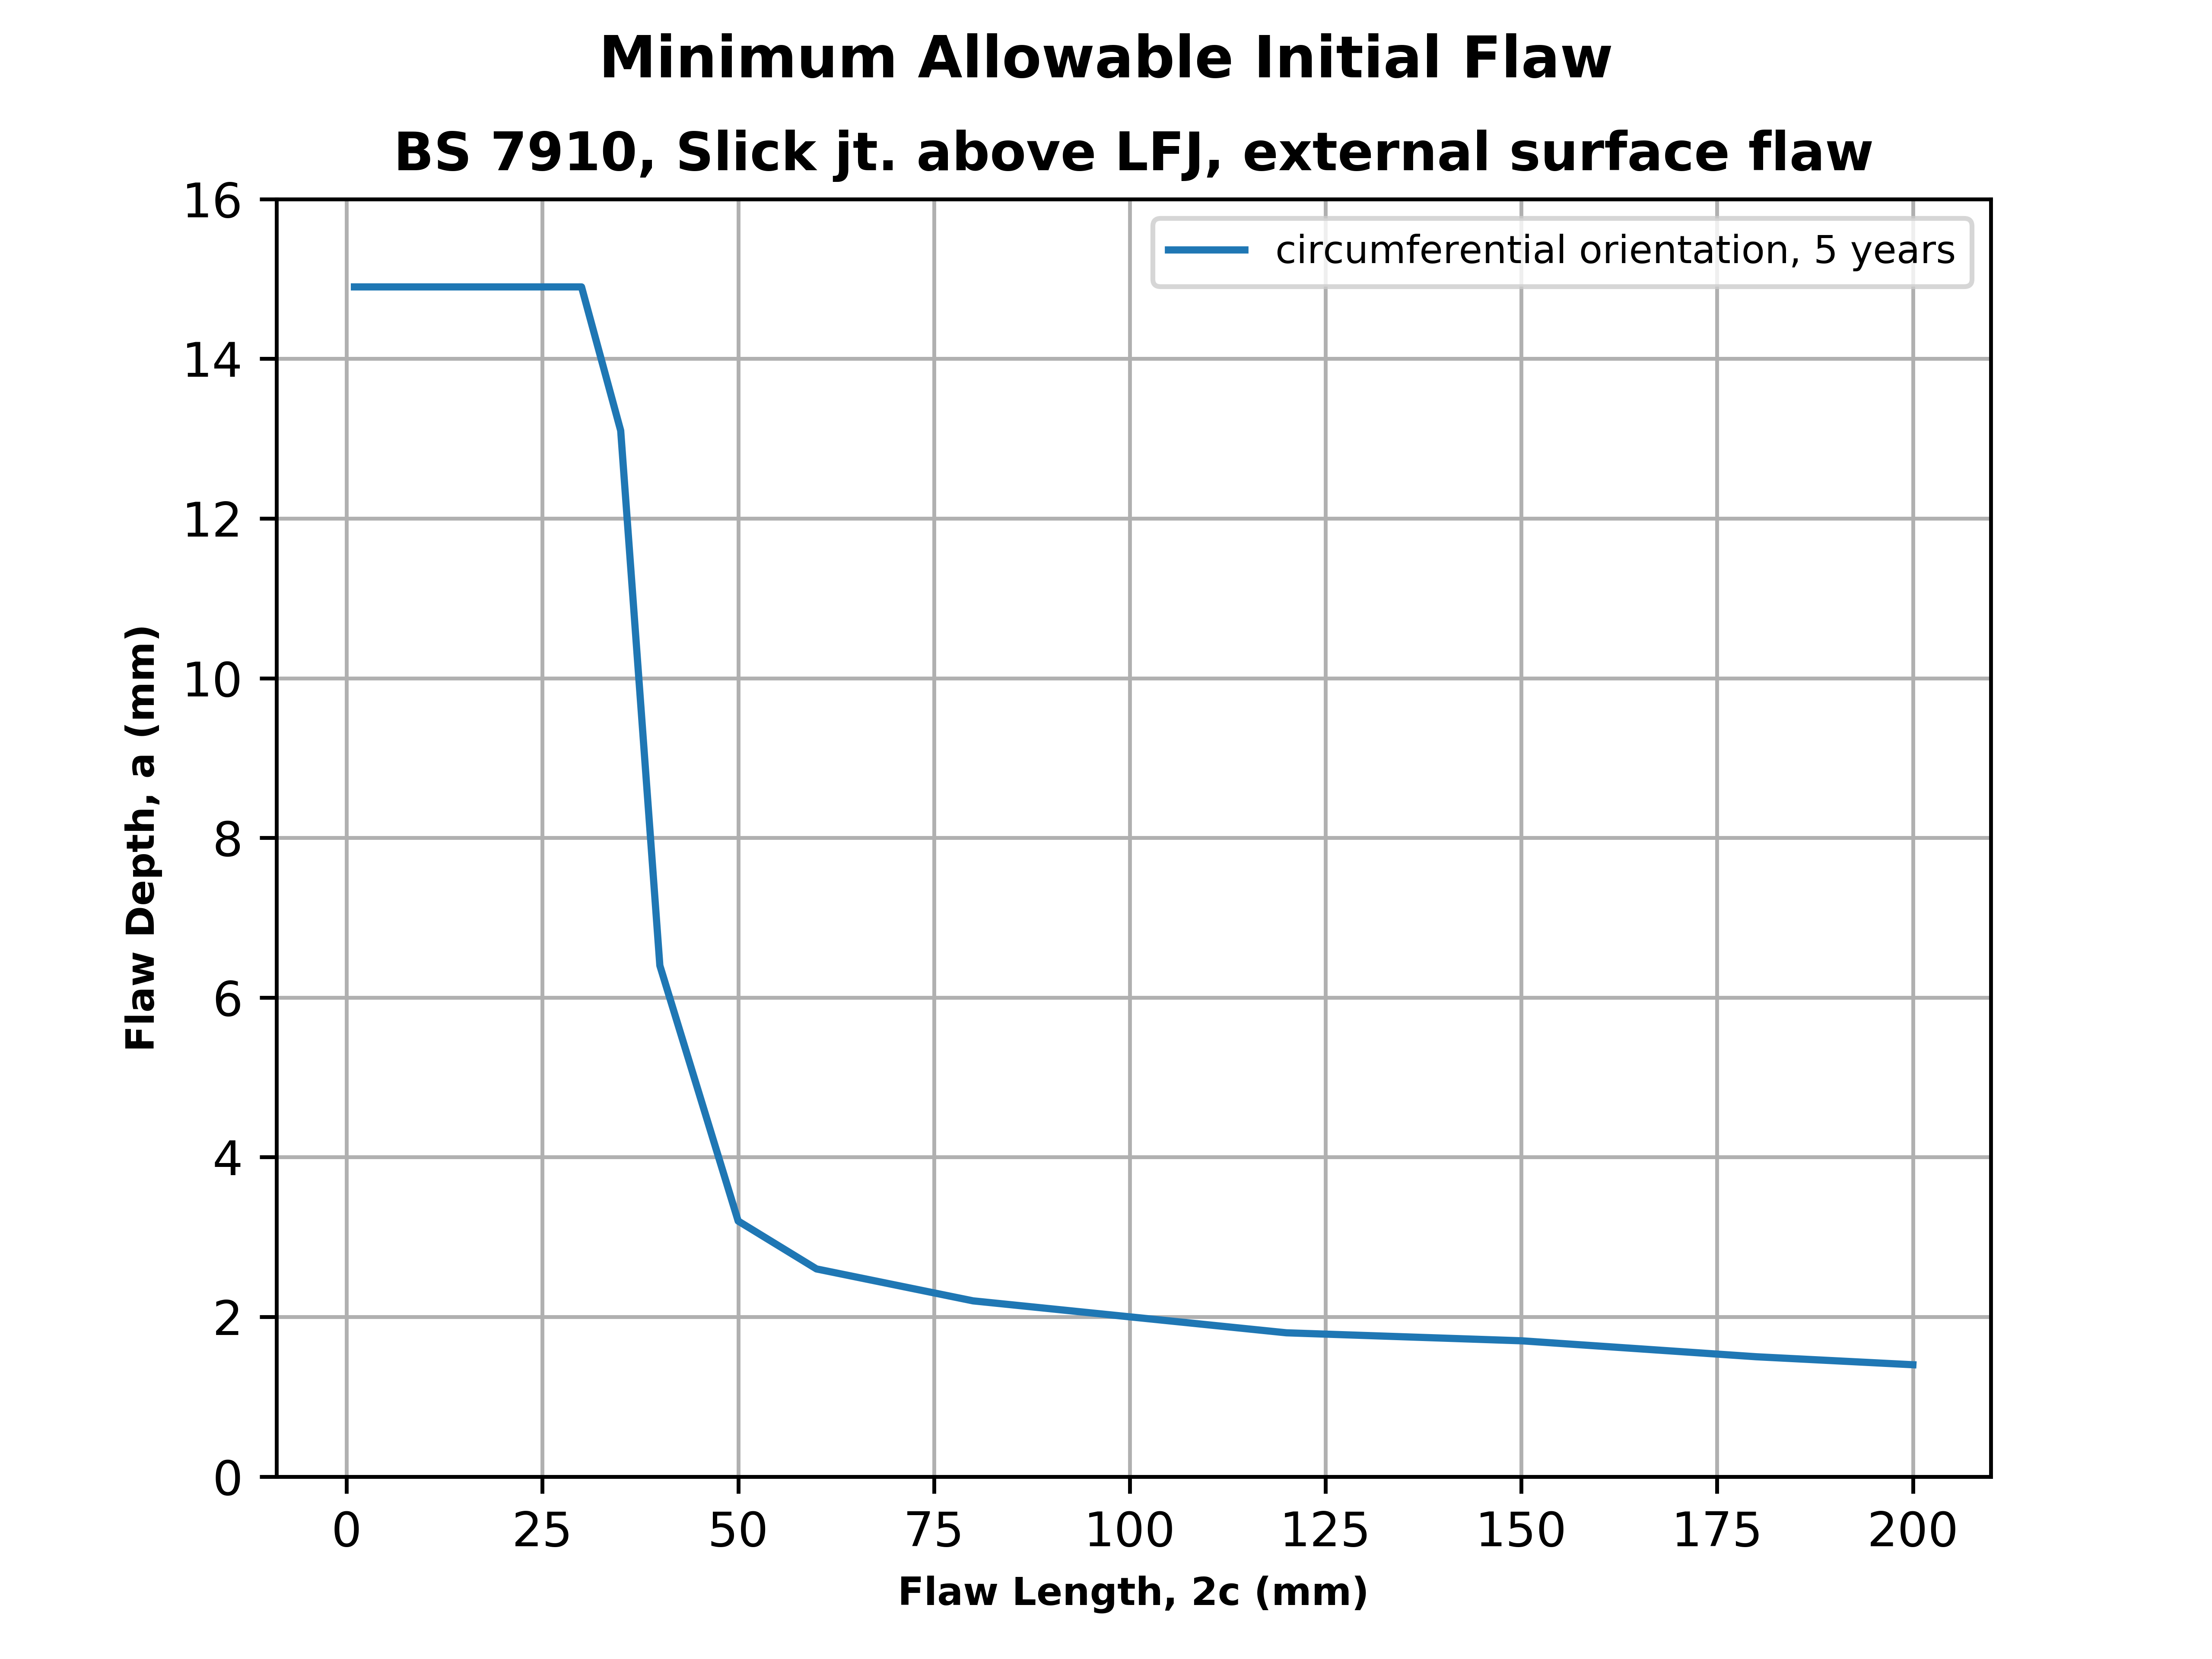 Minimum Allowable Initial Flaw
BS 7910, Slick jt. above LFJ, external surface flaw
circumferential orientation, 5 years
16
14
12
10
8
6
4
2
0
Flaw Depth, a (mm)
0 25 50 75 100 125 150 175 200
Flaw Length, 2c (mm)